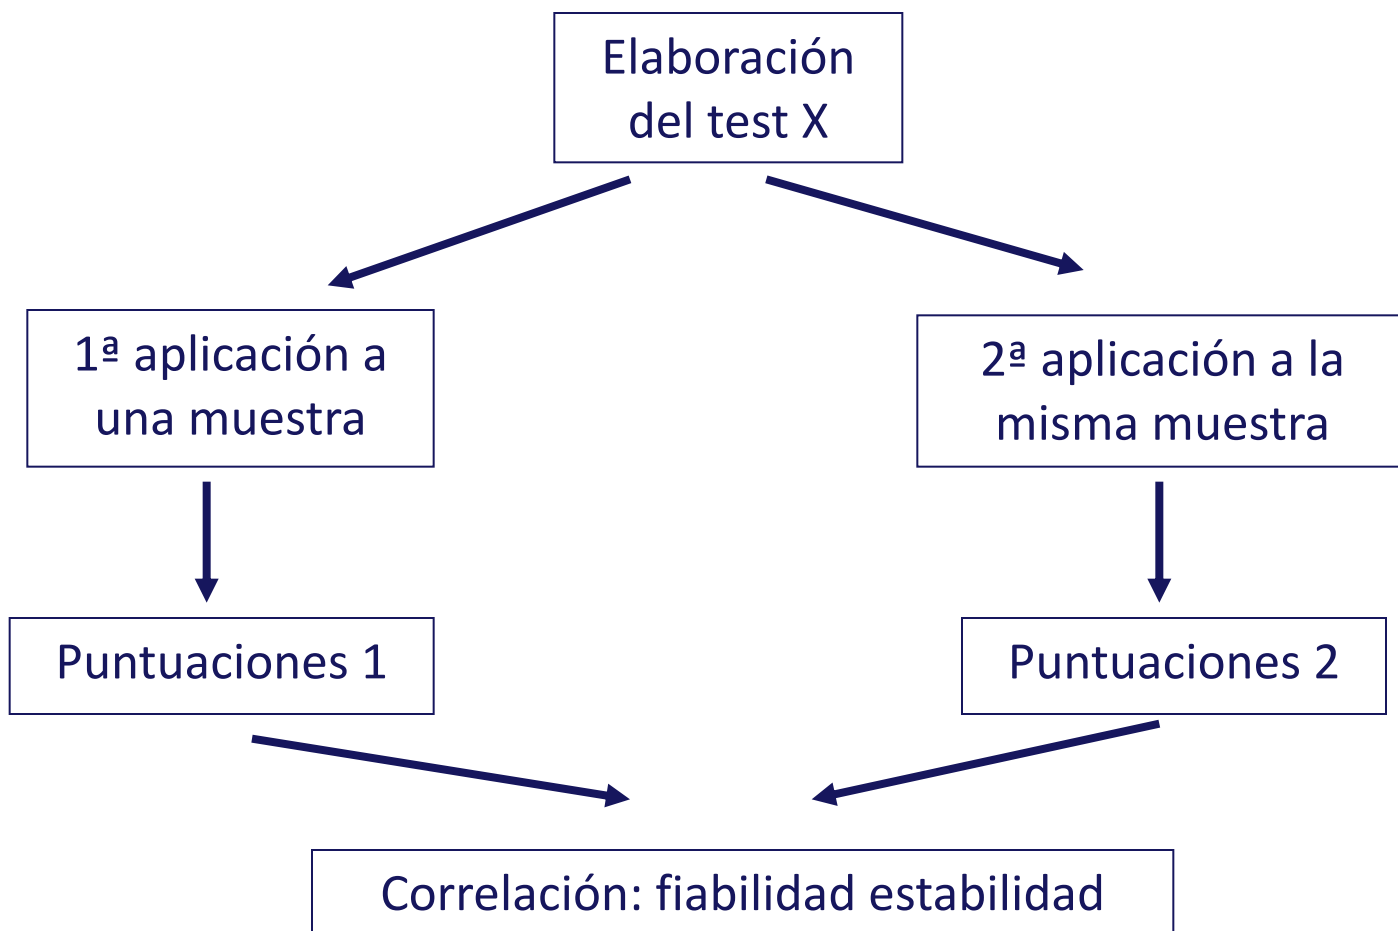 Elaboración
del test X
1ª aplicación a
una muestra
2ª aplicación a la
misma muestra
Puntuaciones 1
Puntuaciones 2
Correlación: fiabilidad estabilidad